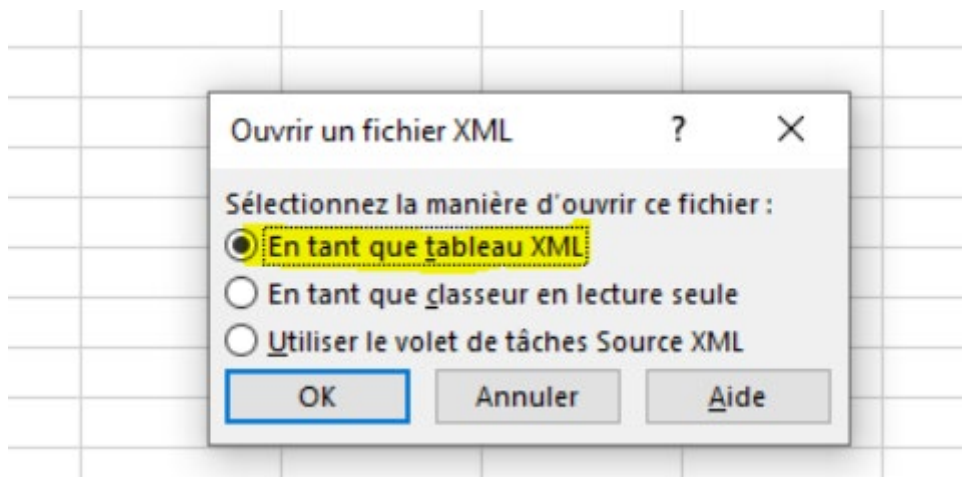 Ouvrir un fichier XML ?
Sélectionnez la manière d'ouvrir ce fichier :
En tant que tableau XML
En tant que classeur en lecture seule
Utiliser le volet de tâches Source XML
OK Annuler Aide